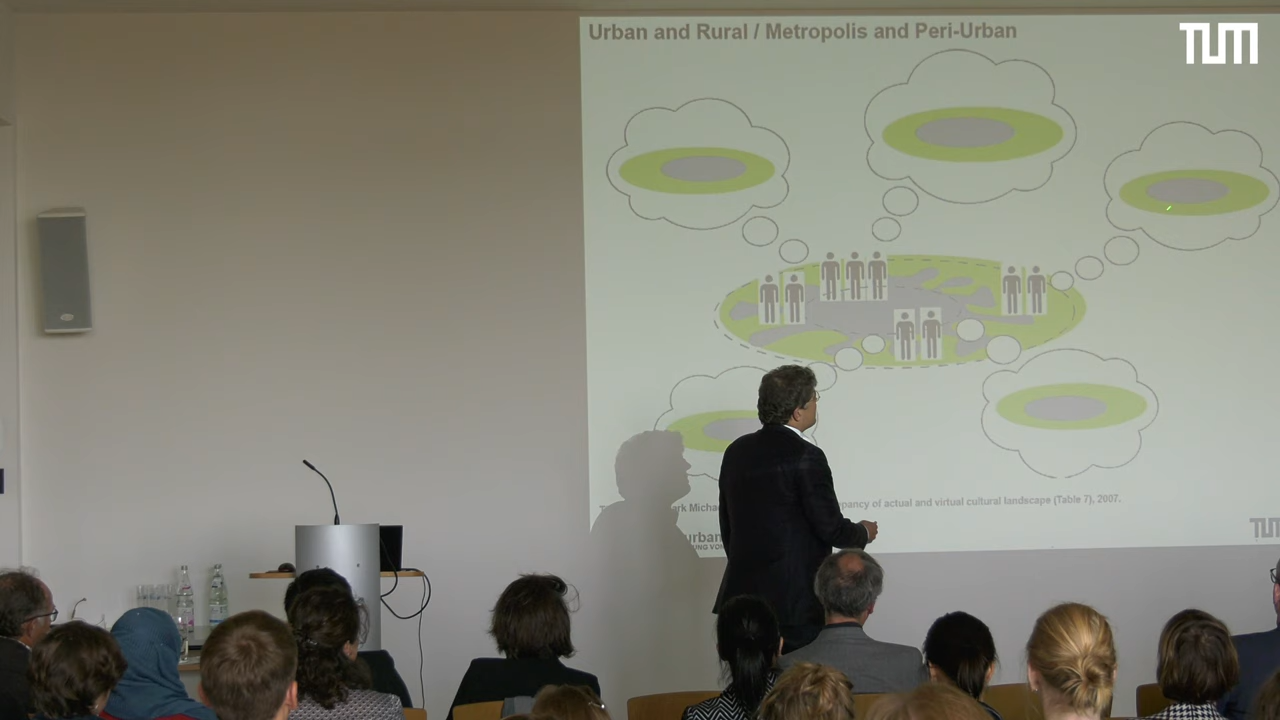 Urban and Rural / Metropolis and Peri-Urban
TUM
ark Micha
pancy of actual and virtual cultural landscape (Table 7), 2007.
urban
TUM